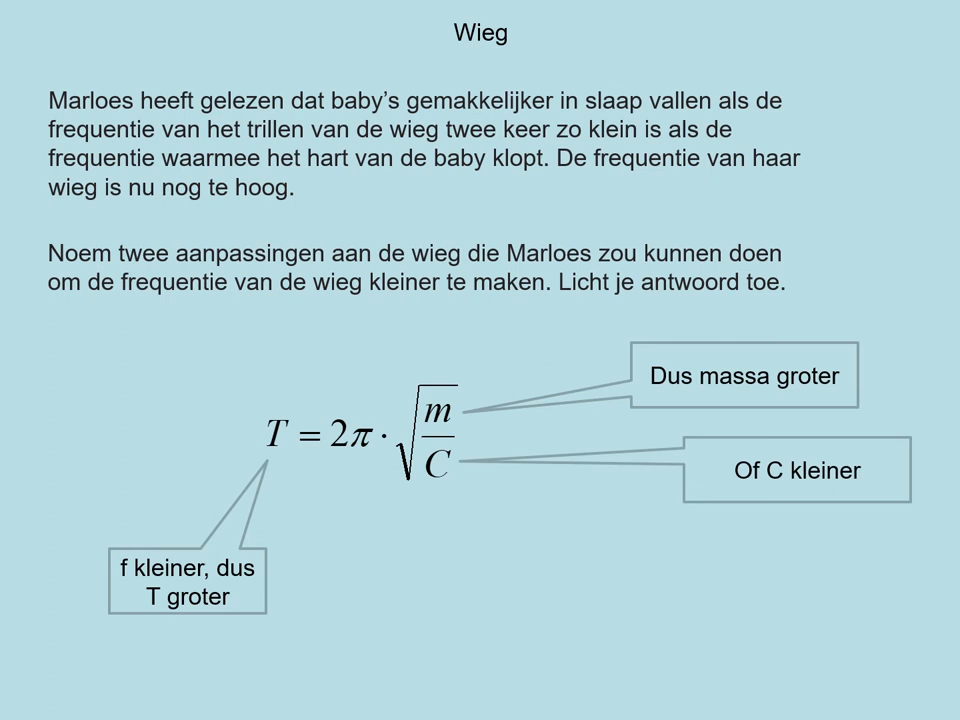 Wieg
Marloes heeft gelezen dat baby’s gemakkelijker in slaap vallen als de
frequentie van het trillen van de wieg twee keer zo klein is als de
frequentie waarmee het hart van de baby klopt. De frequentie van haar
wieg is nu nog te hoog.
Noem twee aanpassingen aan de wieg die Marloes zou kunnen doen
om de frequentie van de wieg kleiner te maken. Licht je antwoord toe.
Dus massa groter
T = 2π · √(m/C)
Of C kleiner
f kleiner, dus
T groter